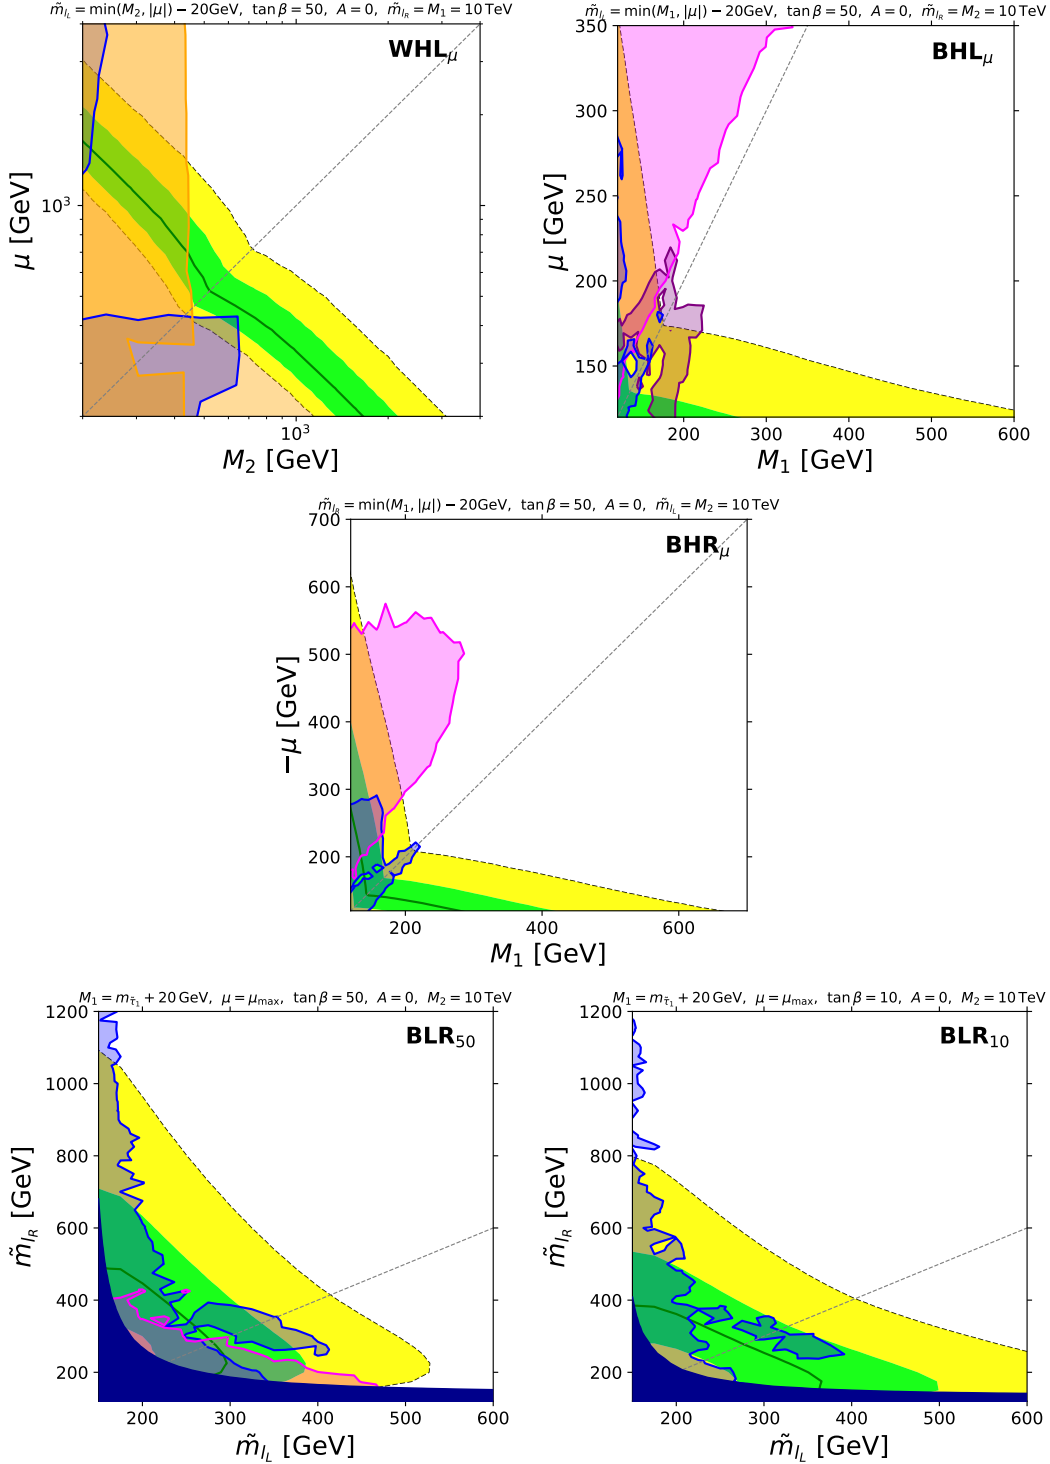 m̃_{l_L} = min(M_2, |μ|) − 20GeV, tan β = 50, A = 0, m̃_{l_R} = M_1 = 10 TeV
WHL_μ
10^3
μ [GeV]
10^3
M_2 [GeV]
m̃_{l_L} = min(M_1, |μ|) − 20GeV, tan β = 50, A = 0, m̃_{l_R} = M_2 = 10 TeV
BHL_μ
350
300
250
200
150
μ [GeV]
200 300 400 500 600
M_1 [GeV]
m̃_{l_R} = min(M_1, |μ|) − 20GeV, tan β = 50, A = 0, m̃_{l_L} = M_2 = 10 TeV
BHR_μ
700
600
500
400
300
200
−μ [GeV]
200 400 600
M_1 [GeV]
M_1 = m_{τ̃_1} + 20 GeV, μ = μ_max, tan β = 50, A = 0, M_2 = 10 TeV
BLR_50
1200
1000
800
600
400
200
m̃_{l_R} [GeV]
200 300 400 500 600
m̃_{l_L} [GeV]
M_1 = m_{τ̃_1} + 20 GeV, μ = μ_max, tan β = 10, A = 0, M_2 = 10 TeV
BLR_10
1200
1000
800
600
400
200
m̃_{l_R} [GeV]
200 300 400 500 600
m̃_{l_L} [GeV]